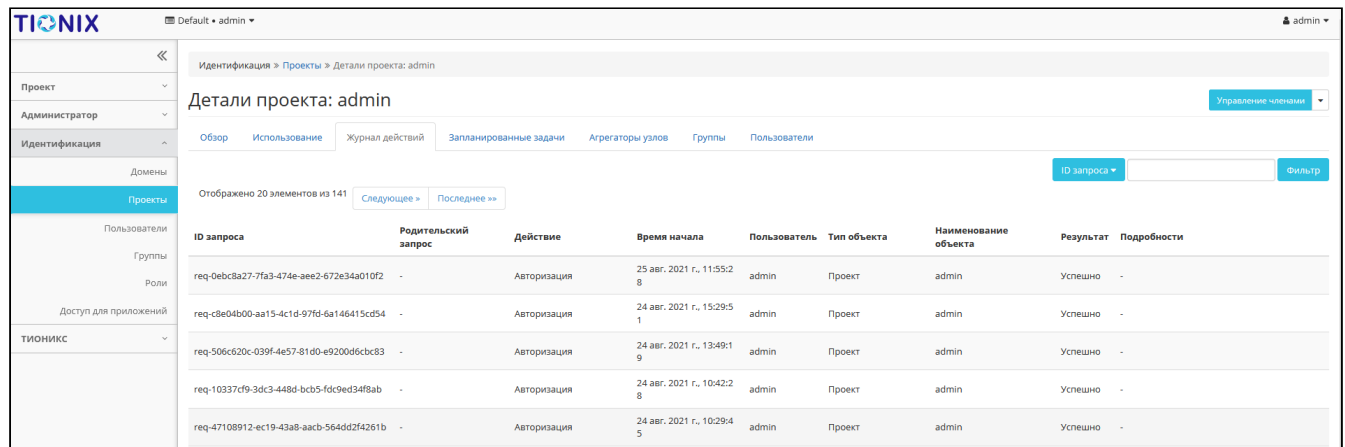 TIONIX
Default • admin
admin
«
Идентификация » Проекты » Детали проекта: admin
Проект
Администратор
Идентификация
Домены
Проекты
Пользователи
Группы
Роли
Доступ для приложений
ТИОНИКС
Детали проекта: admin
Управление членами
Обзор Использование Журнал действий Запланированные задачи Агрегаторы узлов Группы Пользователи
ID запроса Фильтр
Отображено 20 элементов из 141 Следующее » Последнее »»
ID запроса Родительский запрос Действие Время начала Пользователь Тип объекта Наименование объекта Результат Подробности
req-0ebc8a27-7fa3-474e-aee2-672e34a010f2 - Авторизация 25 авг. 2021 г., 11:55:28 admin Проект admin Успешно -
req-c8e04b00-aa15-4c1d-97fd-6a146415cd54 - Авторизация 24 авг. 2021 г., 15:29:51 admin Проект admin Успешно -
req-506c620c-039f-4e57-81d0-e9200d6cbc83 - Авторизация 24 авг. 2021 г., 13:49:19 admin Проект admin Успешно -
req-10337cf9-3dc3-448d-bcb5-fdc9ed34f8ab - Авторизация 24 авг. 2021 г., 10:42:28 admin Проект admin Успешно -
req-47108912-ec19-43a8-aacb-564dd2f4261b - Авторизация 24 авг. 2021 г., 10:29:45 admin Проект admin Успешно -